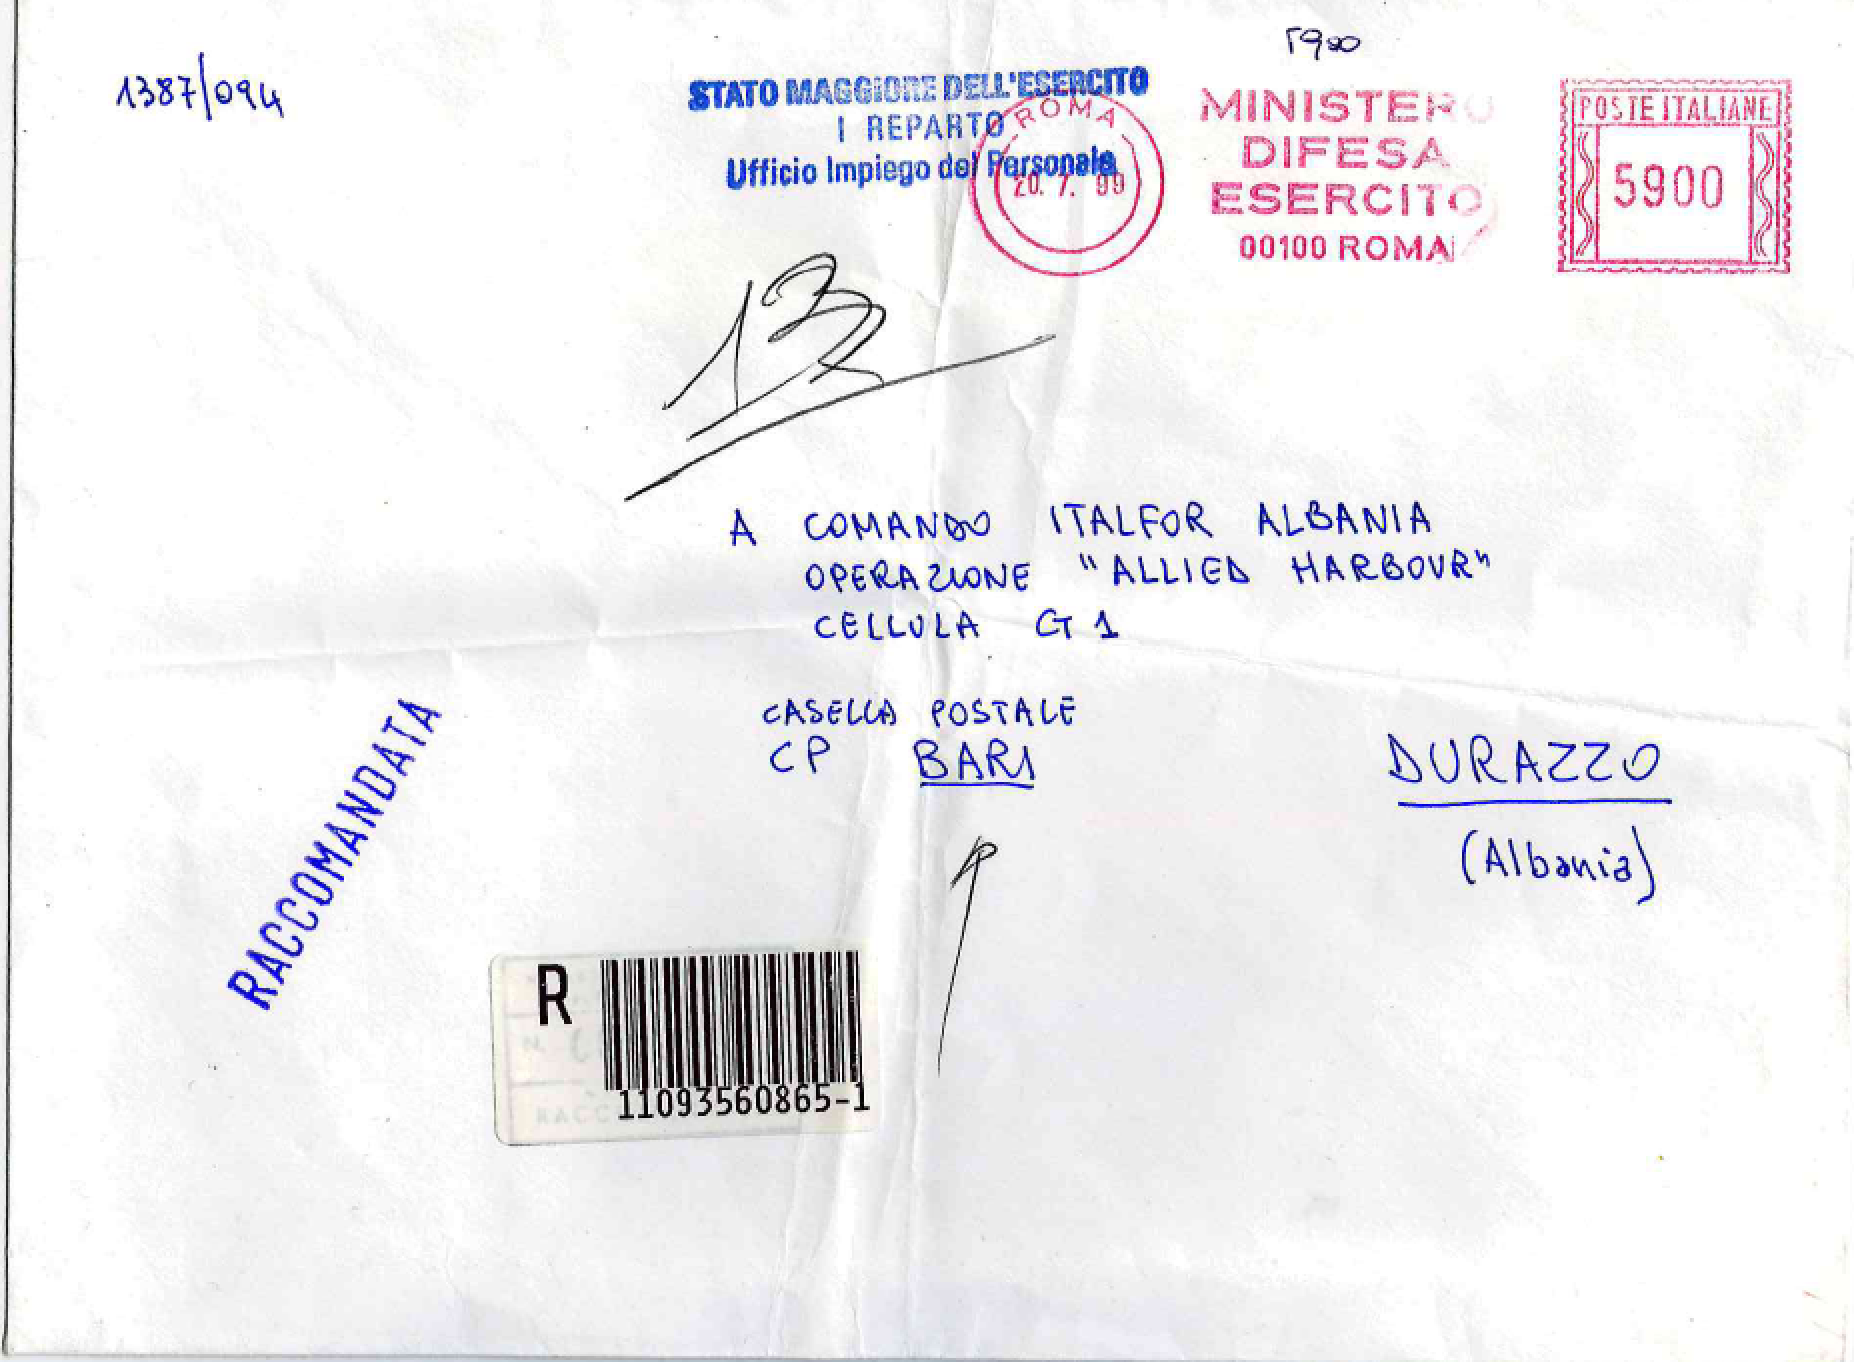 5900
1387/094
STATO MAGGIORE DELL'ESERCITO
I REPARTO
Ufficio Impiego del Personale
ROMA
20. 7. 99
MINISTERO
DIFESA
ESERCITO
00100 ROMA
POSTE ITALIANE
5900
13
A COMANDO ITALFOR ALBANIA
OPERAZIONE "ALLIED HARBOUR"
CELLULA G1
CASELLA POSTALE
CP BARI
DURAZZO
(Albania)
RACCOMANDATA
R
11093560865-1